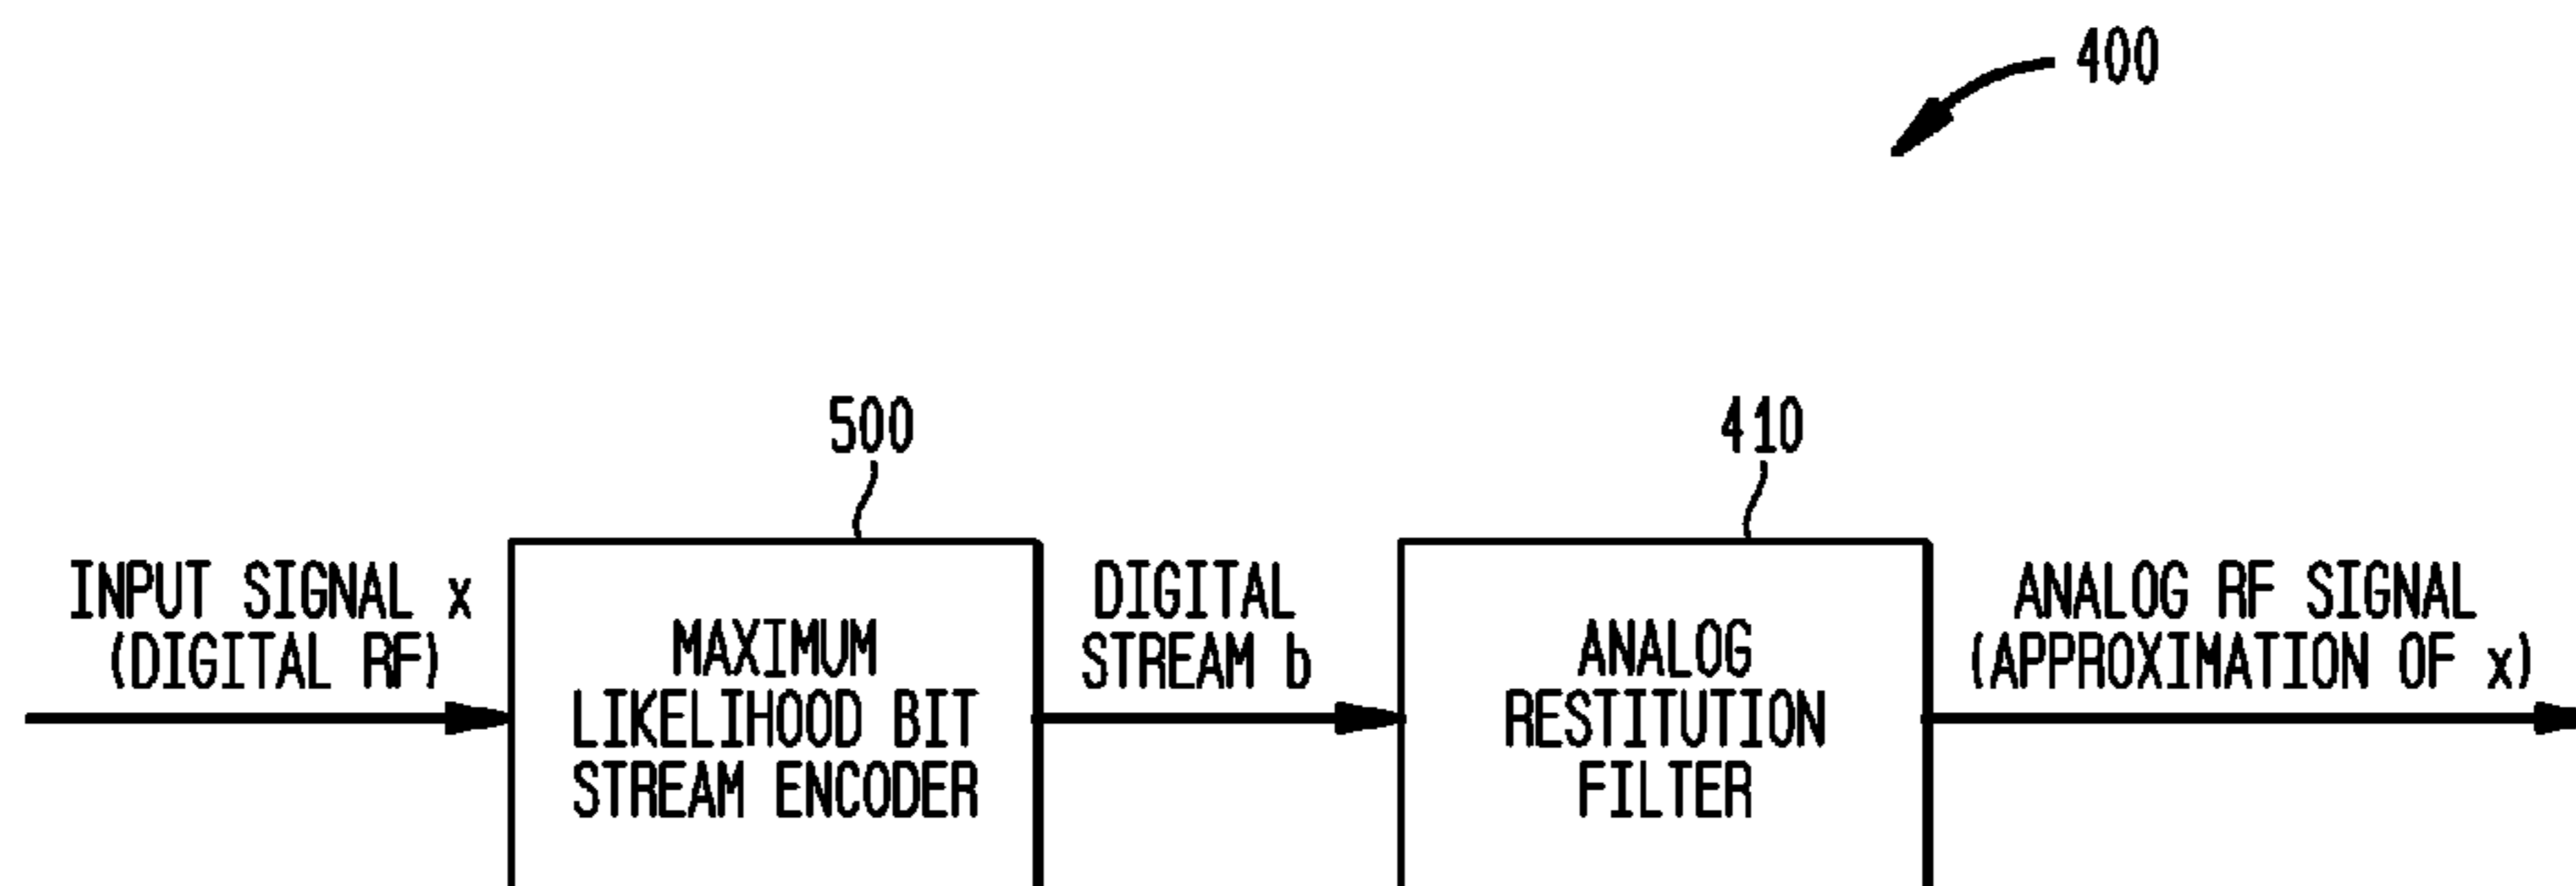 400
500
410
INPUT SIGNAL x
(DIGITAL RF)
MAXIMUM
LIKELIHOOD BIT
STREAM ENCODER
DIGITAL
STREAM b
ANALOG
RESTITUTION
FILTER
ANALOG RF SIGNAL
(APPROXIMATION OF x)